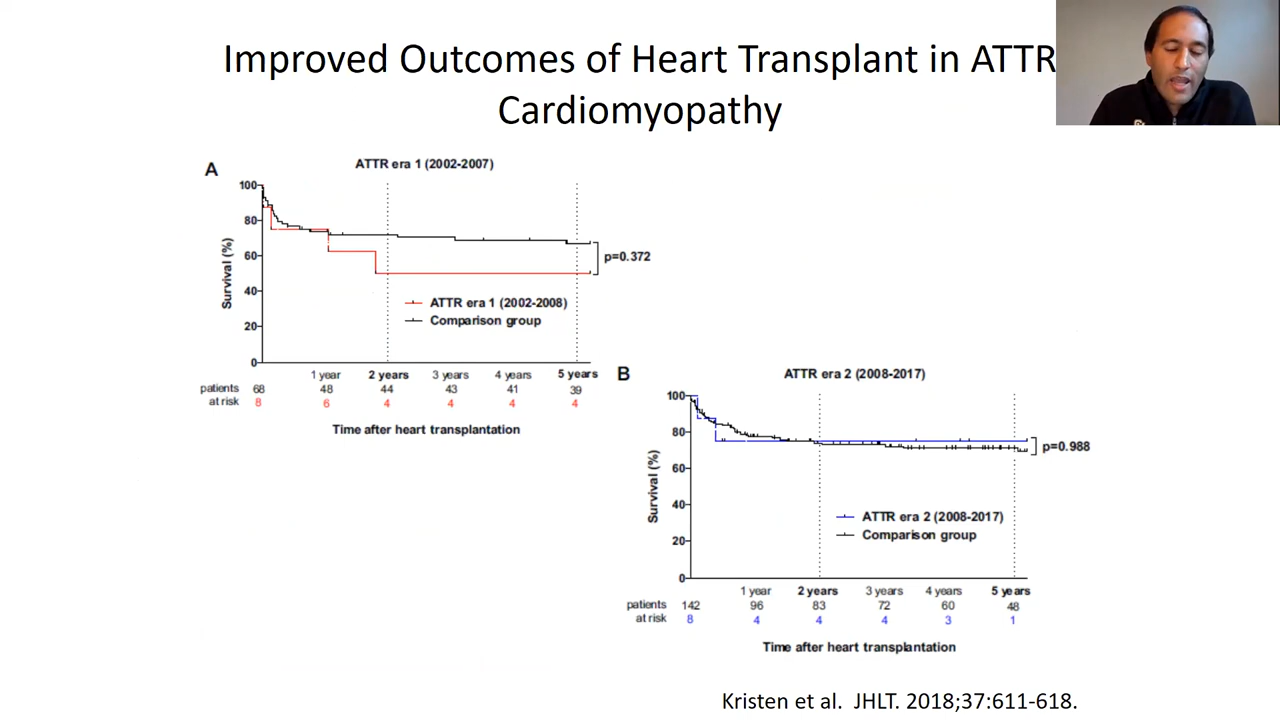 Improved Outcomes of Heart Transplant in ATTR
Cardiomyopathy
A
ATTR era 1 (2002-2007)
100
80
60
40
20
0
Survival (%)
p=0.372
ATTR era 1 (2002-2008)
Comparison group
1 year 2 years 3 years 4 years 5 years
patients 68 48 44 43 41 39
at risk 8 6 4 4 4 4
Time after heart transplantation
B
ATTR era 2 (2008-2017)
100
80
60
40
20
0
Survival (%)
p=0.988
ATTR era 2 (2008-2017)
Comparison group
1 year 2 years 3 years 4 years 5 years
patients 142 96 83 72 60 48
at risk 8 4 4 4 3 1
Time after heart transplantation
Kristen et al. JHLT. 2018;37:611-618.